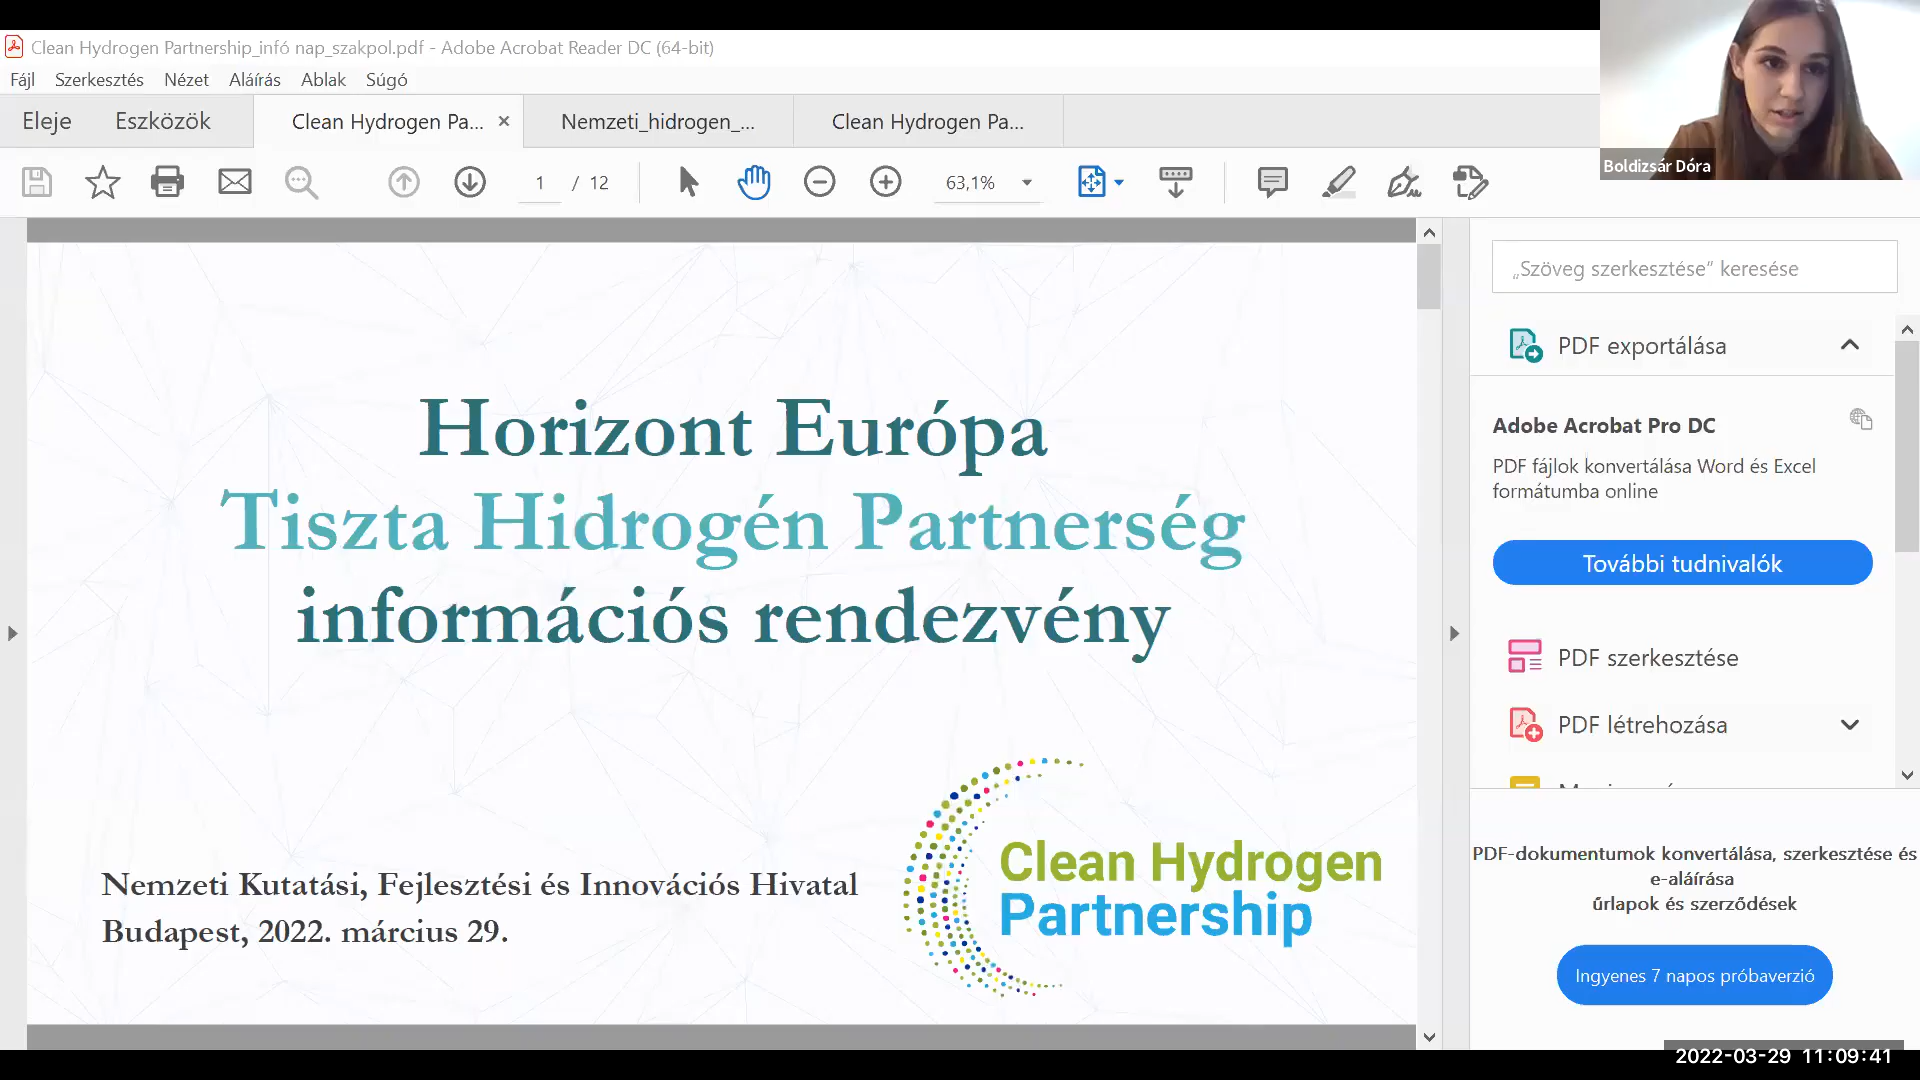 Clean Hydrogen Partnership_infó nap_szakpol.pdf - Adobe Acrobat Reader DC (64-bit)
Fájl Szerkesztés Nézet Aláírás Ablak Súgó
Eleje Eszközök Clean Hydrogen Pa... × Nemzeti_hidrogen_... Clean Hydrogen Pa...
Boldizsár Dóra
1 / 12 63,1%
„Szöveg szerkesztése” keresése
PDF exportálása
Adobe Acrobat Pro DC
PDF fájlok konvertálása Word és Excel
formátumba online
További tudnivalók
PDF szerkesztése
PDF létrehozása
PDF-dokumentumok konvertálása, szerkesztése és
e-aláírása
űrlapok és szerződések
Ingyenes 7 napos próbaverzió
Horizont Európa
Tiszta Hidrogén Partnerség
információs rendezvény
Nemzeti Kutatási, Fejlesztési és Innovációs Hivatal
Budapest, 2022. március 29.
Clean Hydrogen
Partnership
2022-03-29 11:09:41